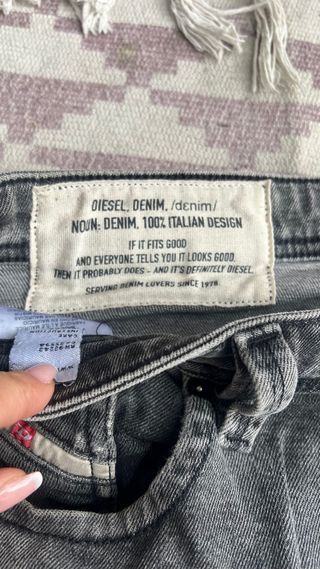 DIESEL, DENIM, /dɛnim/
NOUN: DENIM, 100% ITALIAN DESIGN
IF IT FITS GOOD
AND EVERYONE TELLS YOU IT LOOKS GOOD.
THEN IT PROBABLY DOES - AND IT'S DEFINITELY DIESEL.
SERVING DENIM LOVERS SINCE 1978